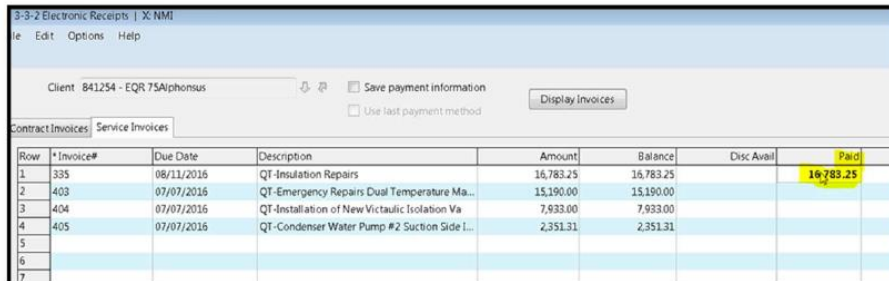 3-3-2 Electronic Receipts | X: NMI
le Edit Options Help
Client 841254 - EQR 75Alphonsus Save payment information
Use last payment method
Display Invoices
Contract Invoices Service Invoices
Row * Invoice# Due Date Description Amount Balance Disc Avail Paid
1 335 08/11/2016 QT-Insulation Repairs 16,783.25 16,783.25 16,783.25
2 403 07/07/2016 QT-Emergency Repairs Dual Temperature Ma... 15,190.00 15,190.00
3 404 07/07/2016 QT-Installation of New Victaulic Isolation Va 7,933.00 7,933.00
4 405 07/07/2016 QT-Condenser Water Pump #2 Suction Side I... 2,351.31 2,351.31
5
6
7